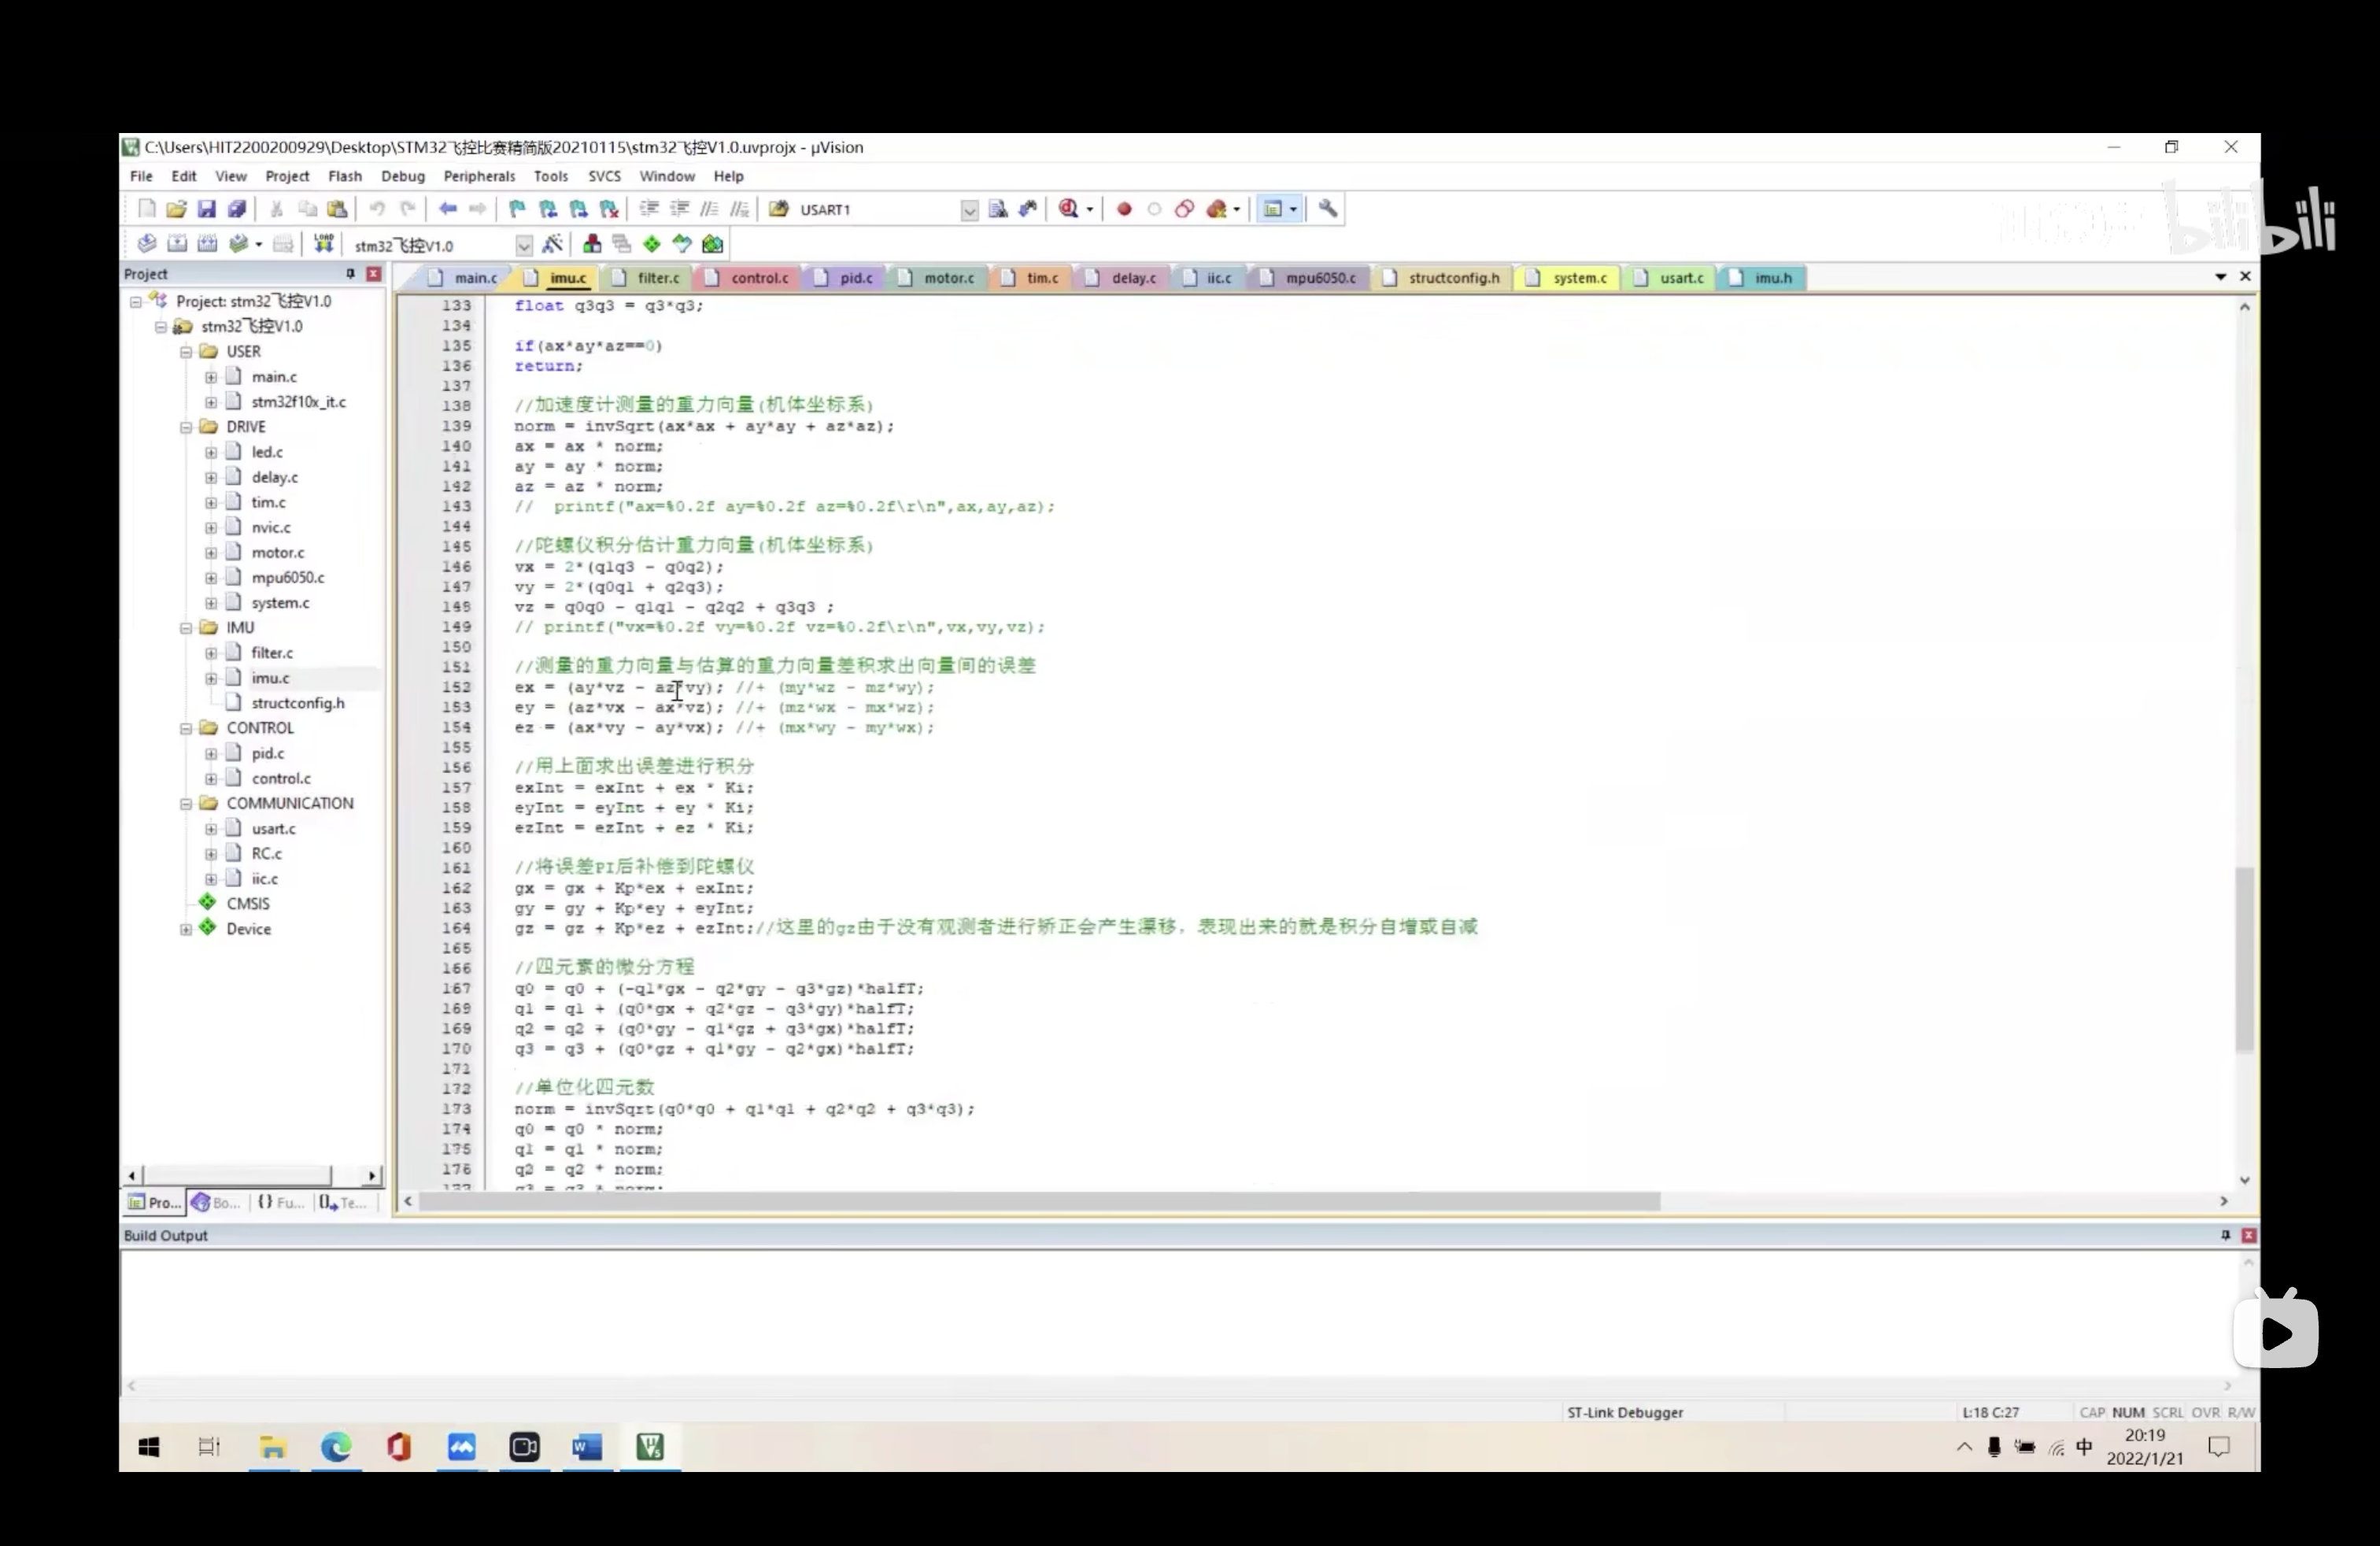 C:\Users\HIT2200200929\Desktop\STM32飞控比赛精简版20210115\stm32飞控V1.0.uvprojx - µVision
File Edit View Project Flash Debug Peripherals Tools SVCS Window Help
USART1
bilibili
stm32飞控V1.0
Project
main.c imu.c filter.c control.c pid.c motor.c tim.c delay.c iic.c mpu6050.c structconfig.h system.c usart.c imu.h
Project: stm32飞控V1.0
stm32飞控V1.0
USER
main.c
stm32f10x_it.c
DRIVE
led.c
delay.c
tim.c
nvic.c
motor.c
mpu6050.c
system.c
IMU
filter.c
imu.c
structconfig.h
CONTROL
pid.c
control.c
COMMUNICATION
usart.c
RC.c
iic.c
CMSIS
Device
Pro... Bo... {} Fu... Te...
133 float q3q3 = q3*q3;
134
135 if(ax*ay*az==0)
136 return;
137
138 //加速度计测量的重力向量(机体坐标系)
139 norm = invSqrt(ax*ax + ay*ay + az*az);
140 ax = ax * norm;
141 ay = ay * norm;
142 az = az * norm;
143 // printf("ax=%0.2f ay=%0.2f az=%0.2f\r\n",ax,ay,az);
144
145 //陀螺仪积分估计重力向量(机体坐标系)
146 vx = 2*(q1q3 - q0q2);
147 vy = 2*(q0q1 + q2q3);
148 vz = q0q0 - q1q1 - q2q2 + q3q3 ;
149 // printf("vx=%0.2f vy=%0.2f vz=%0.2f\r\n",vx,vy,vz);
150
151 //测量的重力向量与估算的重力向量差积求出向量间的误差
152 ex = (ay*vz - az*vy); //+ (my*wz - mz*wy);
153 ey = (az*vx - ax*vz); //+ (mz*wx - mx*wz);
154 ez = (ax*vy - ay*vx); //+ (mx*wy - my*wx);
155
156 //用上面求出误差进行积分
157 exInt = exInt + ex * Ki;
158 eyInt = eyInt + ey * Ki;
159 ezInt = ezInt + ez * Ki;
160
161 //将误差PI后补偿到陀螺仪
162 gx = gx + Kp*ex + exInt;
163 gy = gy + Kp*ey + eyInt;
164 gz = gz + Kp*ez + ezInt;//这里的gz由于没有观测者进行矫正会产生漂移，表现出来的就是积分自增或自减
165
166 //四元素的微分方程
167 q0 = q0 + (-q1*gx - q2*gy - q3*gz)*halfT;
168 q1 = q1 + (q0*gx + q2*gz - q3*gy)*halfT;
169 q2 = q2 + (q0*gy - q1*gz + q3*gx)*halfT;
170 q3 = q3 + (q0*gz + q1*gy - q2*gx)*halfT;
171
172 //单位化四元数
173 norm = invSqrt(q0*q0 + q1*q1 + q2*q2 + q3*q3);
174 q0 = q0 * norm;
175 q1 = q1 * norm;
176 q2 = q2 * norm;
Build Output
ST-Link Debugger L:18 C:27 CAP NUM SCRL OVR R/W
中 20:19
2022/1/21